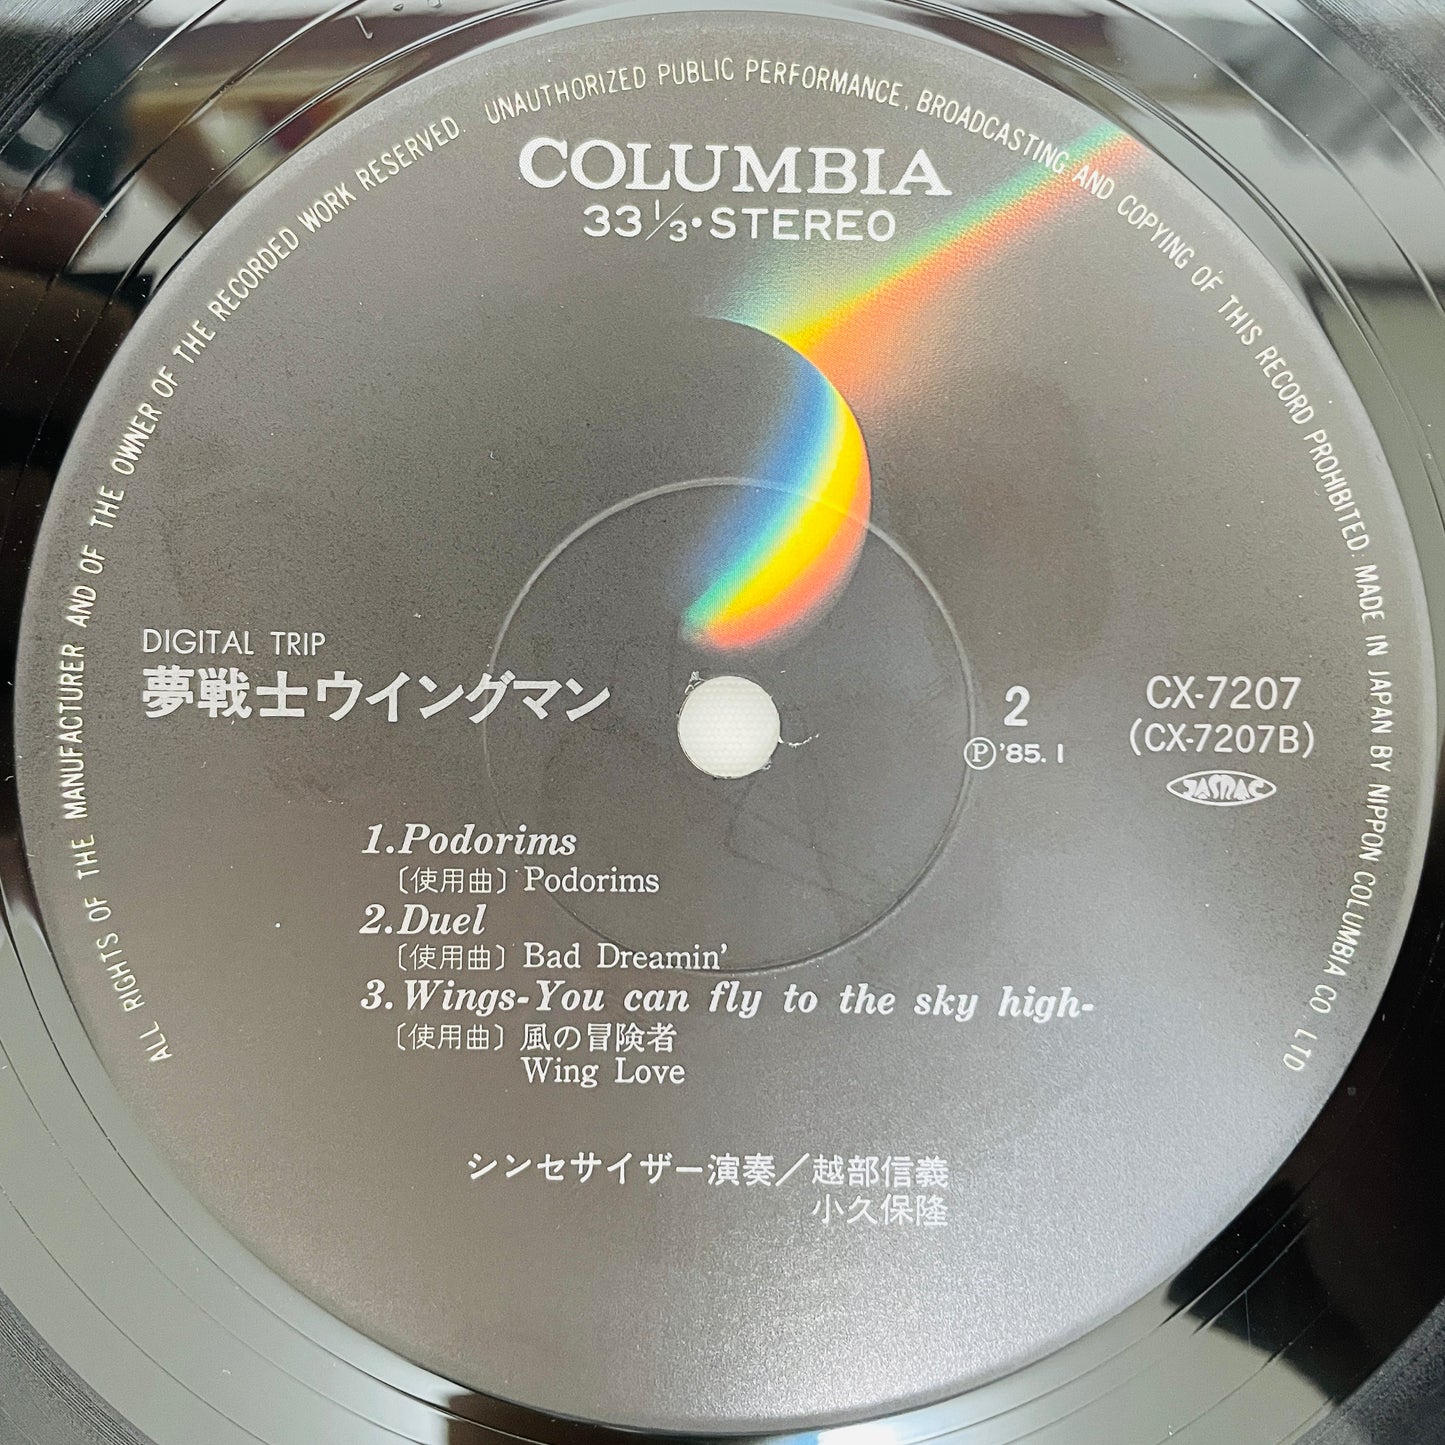 ALL RIGHTS OF THE MANUFACTURER AND OF THE OWNER OF THE RECORDED WORK RESERVED. UNAUTHORIZED PUBLIC PERFORMANCE, BROADCASTING AND COPYING OF THIS RECORD PROHIBITED. MADE IN JAPAN BY NIPPON COLUMBIA CO LTD
COLUMBIA
33 1/3・STEREO
DIGITAL TRIP
夢戦士ウイングマン
2
Ⓟ'85.1
CX-7207
(CX-7207B)
JASRAC
1.Podorims
〔使用曲〕Podorims
2.Duel
〔使用曲〕Bad Dreamin'
3.Wings-You can fly to the sky high-
〔使用曲〕風の冒険者
Wing Love
シンセサイザー演奏／越部信義
小久保隆